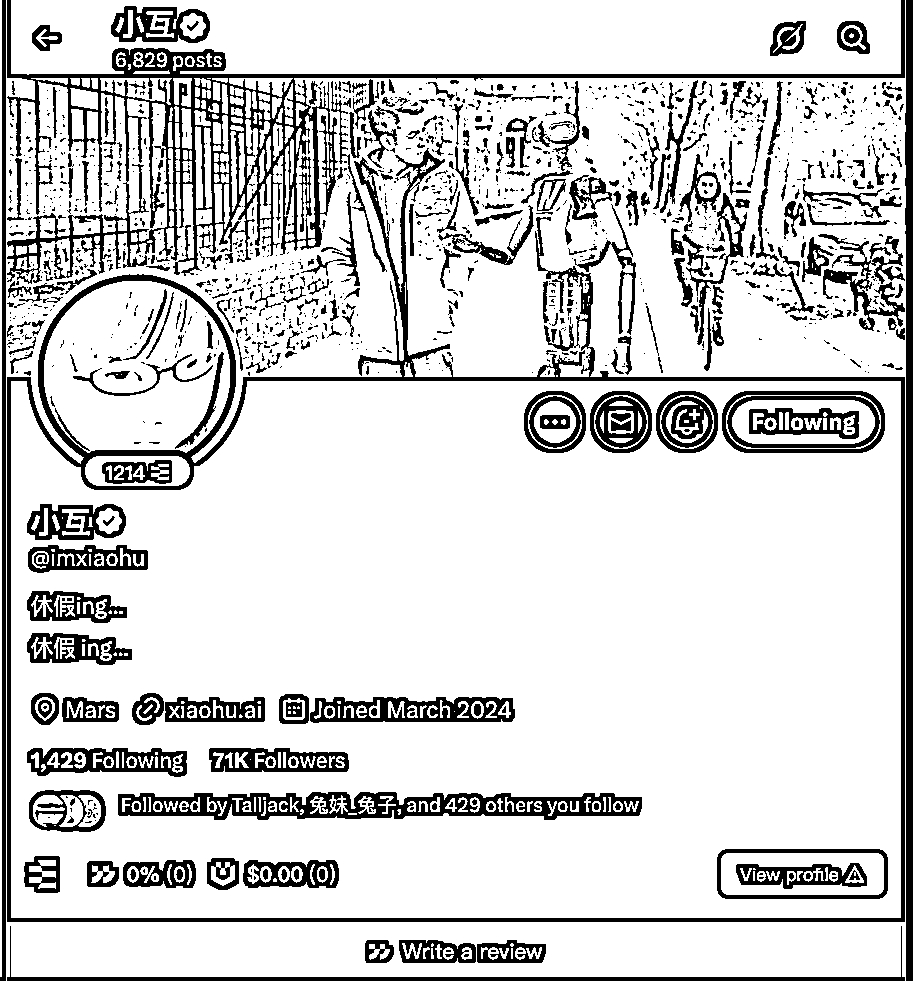 小互
6,829 posts
Following
1214
小互
@imxiaohu
休假ing...
休假 ing...
Mars xiaohu.ai Joined March 2024
1,429 Following 71K Followers
Followed by Talljack, 兔妹_兔子, and 429 others you follow
0% (0) $0.00 (0) View profile
Write a review